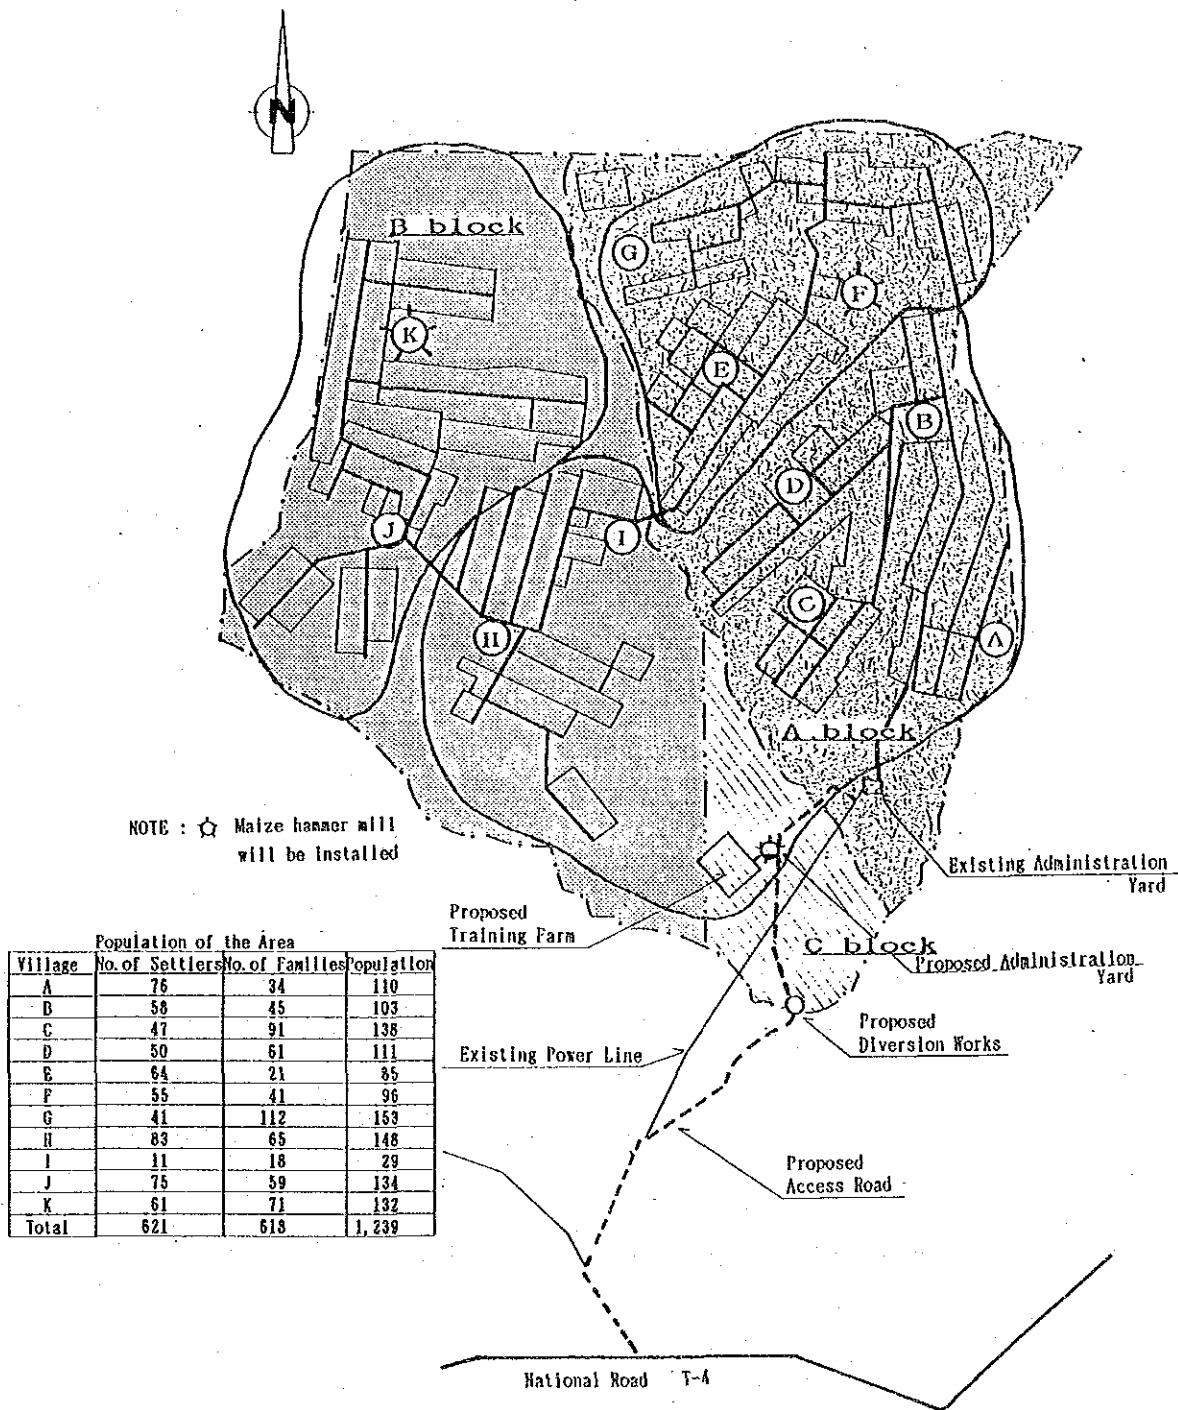 N
B block
G
F
K
E
B
D
J
I
C
H
A
A block
NOTE : Maize hammer mill
will be installed
Existing Administration
Yard
Proposed
Training Farm
C block
Proposed Administration
Yard
Proposed
Diversion Works
Existing Power Line
Proposed
Access Road
National Road T-4
Population of the Area
Village No. of Settlers No. of Families Population
A 76 34 110
B 58 45 103
C 47 91 138
D 50 61 111
E 64 21 85
F 55 41 96
G 41 112 153
H 83 65 148
I 11 18 29
J 75 59 134
K 61 71 132
Total 621 618 1,239